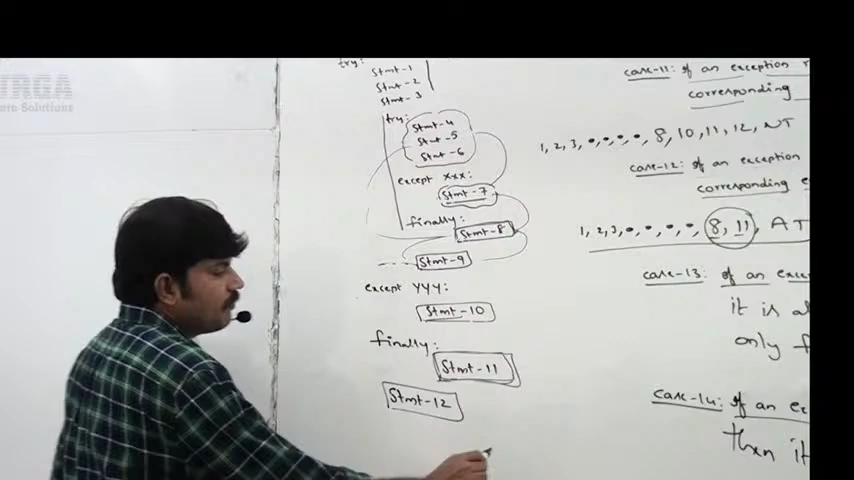 try:
Stmt-1
Stmt-2
Stmt-3
try:
Stmt-4
Stmt-5
Stmt-6
except xxx:
Stmt-7
finally:
Stmt-8
Stmt-9
except YYY:
Stmt-10
finally:
Stmt-11
Stmt-12
case-11: If an exception
corresponding
1, 2, 3, •, •, •, •, 8, 10, 11, 12, NT
case-12: If an exception
corresponding
1, 2, 3, •, •, •, •, 8, 11, AT
case-13: If an
it is
only
case-14: If an
then it
URGA
Solutions